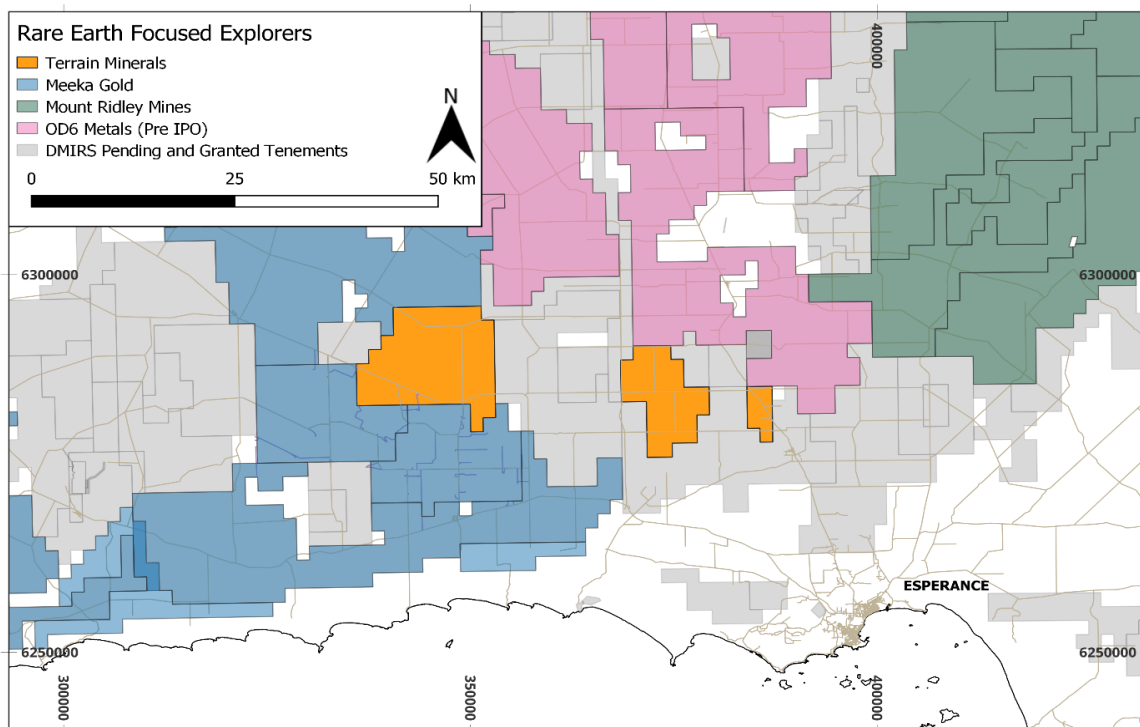 Rare Earth Focused Explorers
Terrain Minerals
Meeka Gold
Mount Ridley Mines
OD6 Metals (Pre IPO)
DMIRS Pending and Granted Tenements
N
0 25 50 km
400000
6300000 6300000
ESPERANCE
6250000 6250000
300000 350000 400000